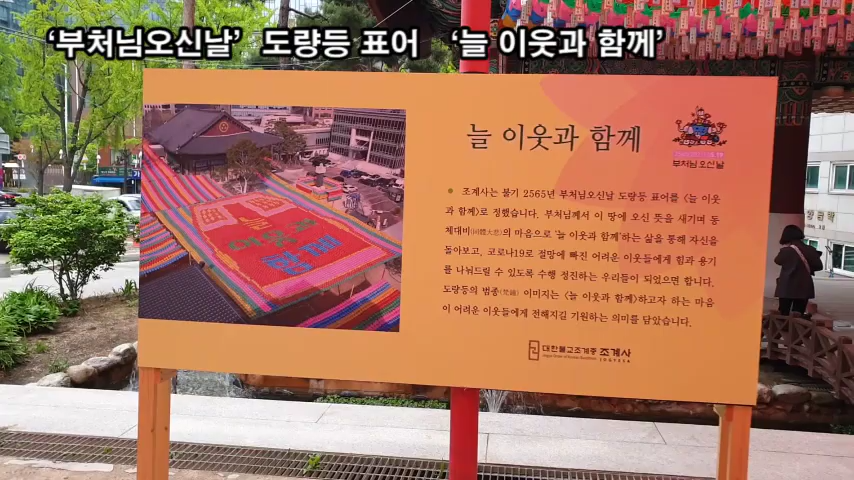 ‘부처님오신날’ 도량등 표어 ‘늘 이웃과 함께’
늘 이웃과 함께
부처님 오신날
조계사는 불기 2565년 부처님오신날 도량등 표어를 〈늘 이웃
과 함께〉로 정했습니다. 부처님께서 이 땅에 오신 뜻을 새기며 동
체대비(同體大悲)의 마음으로 ‘늘 이웃과 함께’하는 삶을 통해 자신을
돌아보고, 코로나19로 절망에 빠진 어려운 이웃들에게 힘과 용기
를 나눠드릴 수 있도록 수행 정진하는 우리들이 되었으면 합니다.
도량등의 범종(梵鐘) 이미지는 〈늘 이웃과 함께〉하고자 하는 마음
이 어려운 이웃들에게 전해지길 기원하는 의미를 담았습니다.
늘 이웃과
함께
대한불교조계종 조계사
Jogye Order of Korean Buddhism JOGYESA